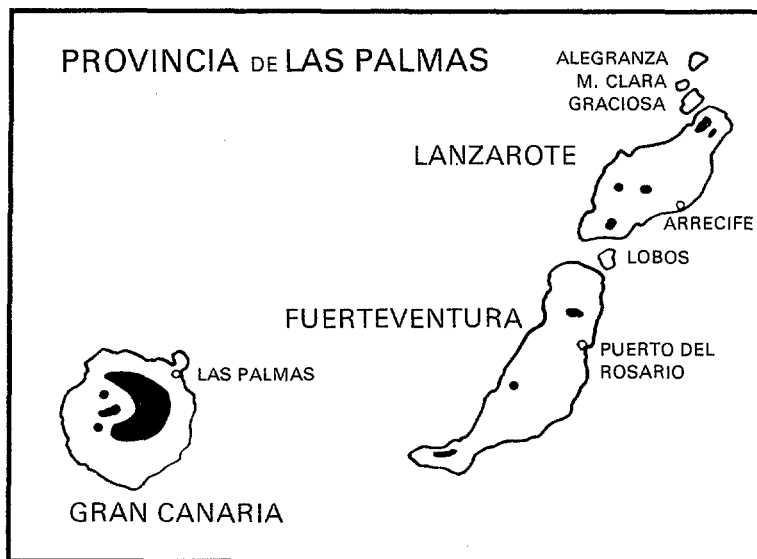 PROVINCIA DE LAS PALMAS
ALEGRANZA
M. CLARA
GRACIOSA
LANZAROTE
ARRECIFE
LOBOS
FUERTEVENTURA
PUERTO DEL
ROSARIO
LAS PALMAS
GRAN CANARIA